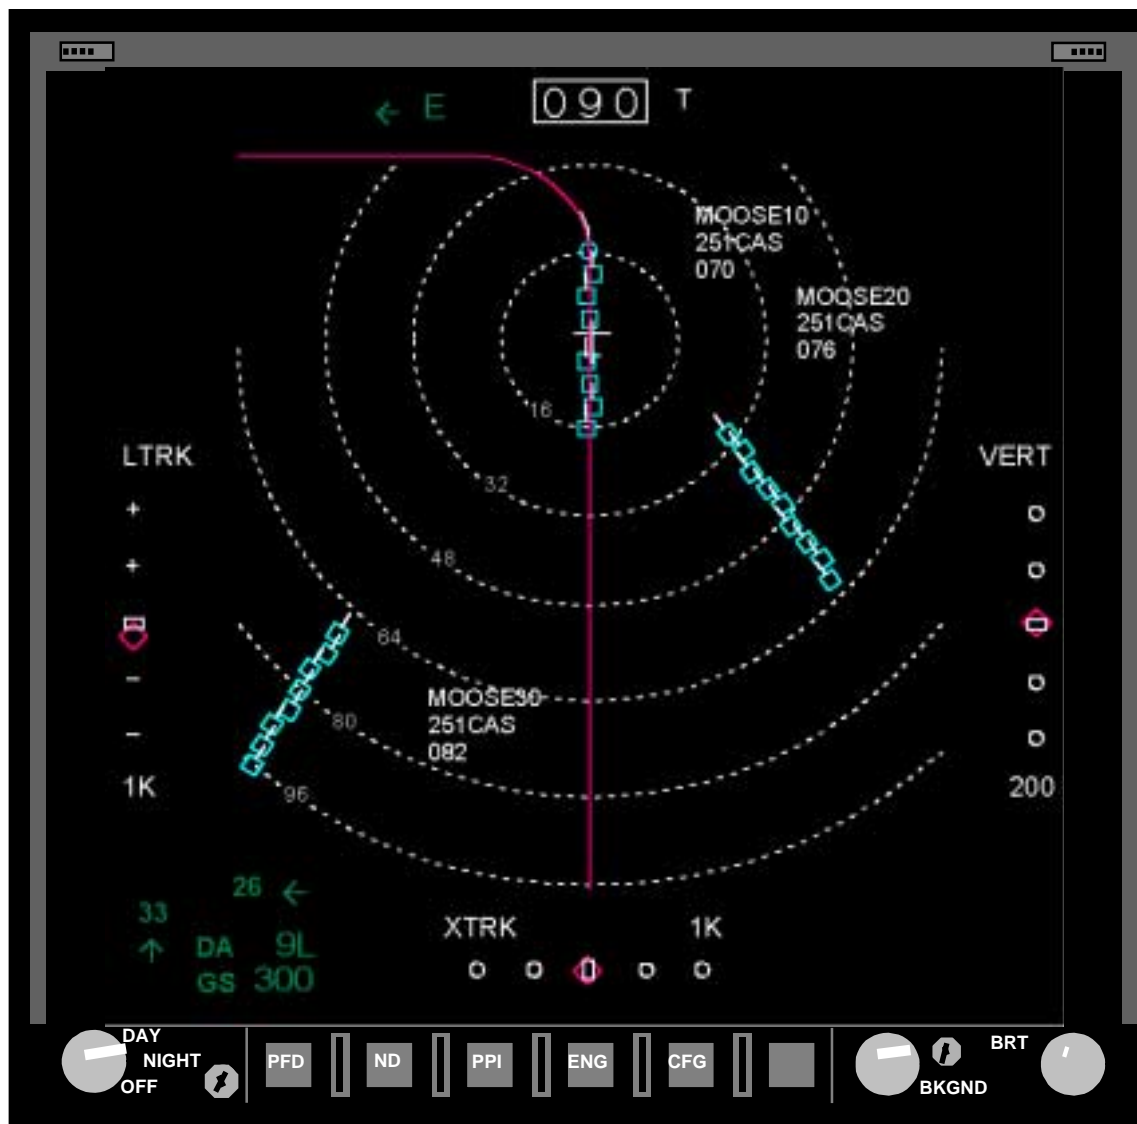 ← E
090 T
MOOSE10
251CAS
070
MOOSE20
251CAS
076
16
32
48
64
80
96
LTRK
+
+
−
−
1K
VERT
200
MOOSE30
251CAS
082
26 ←
33
↑
DA 9L
GS 300
XTRK 1K
DAY
NIGHT
OFF
PFD ND PPI ENG CFG
BRT
BKGND